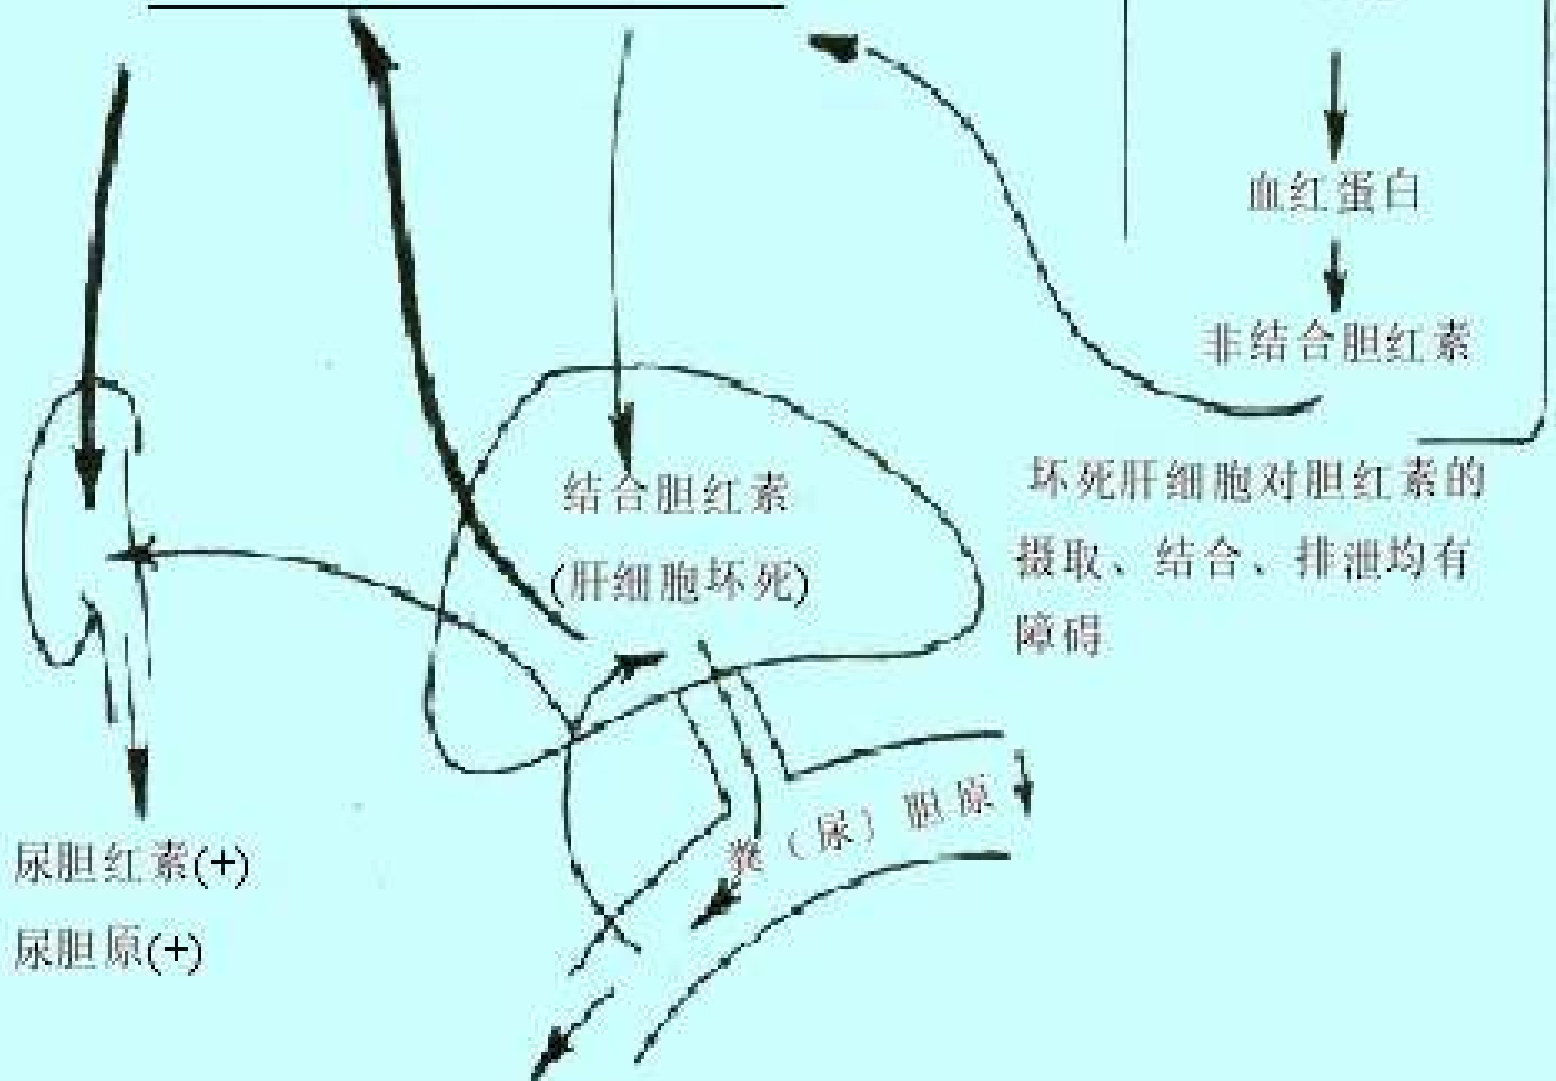 血红蛋白
非结合胆红素
结合胆红素
(肝细胞坏死)
坏死肝细胞对胆红素的
摄取、结合、排泄均有
障碍
粪（尿）胆原
尿胆红素(+)
尿胆原(+)